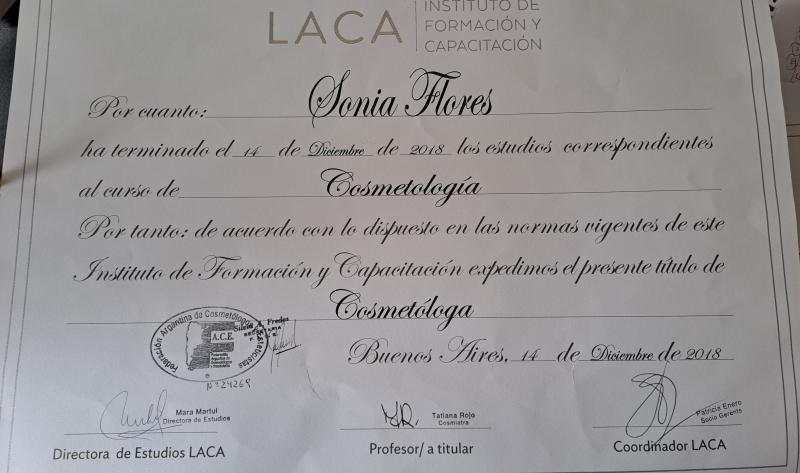 LACA
INSTITUTO DE
FORMACIÓN Y
CAPACITACIÓN
Por cuanto: Sonia Flores
ha terminado el 14 de Diciembre de 2018 los estudios correspondientes
al curso de Cosmetología
Por tanto: de acuerdo con lo dispuesto en las normas vigentes de este
Instituto de Formación y Capacitación expedimos el presente título de
Cosmetóloga
Federación Argentina de Cosmetólogos Esteticistas
A.C.E.
Nº 24269
Buenos Aires, 14 de Diciembre de 2018
Mara Martul
Directora de Estudios
Directora de Estudios LACA
Tatiana Rojo
Cosmiatra
Profesor/a titular
Patricia Enero
Socio Gerente
Coordinador LACA